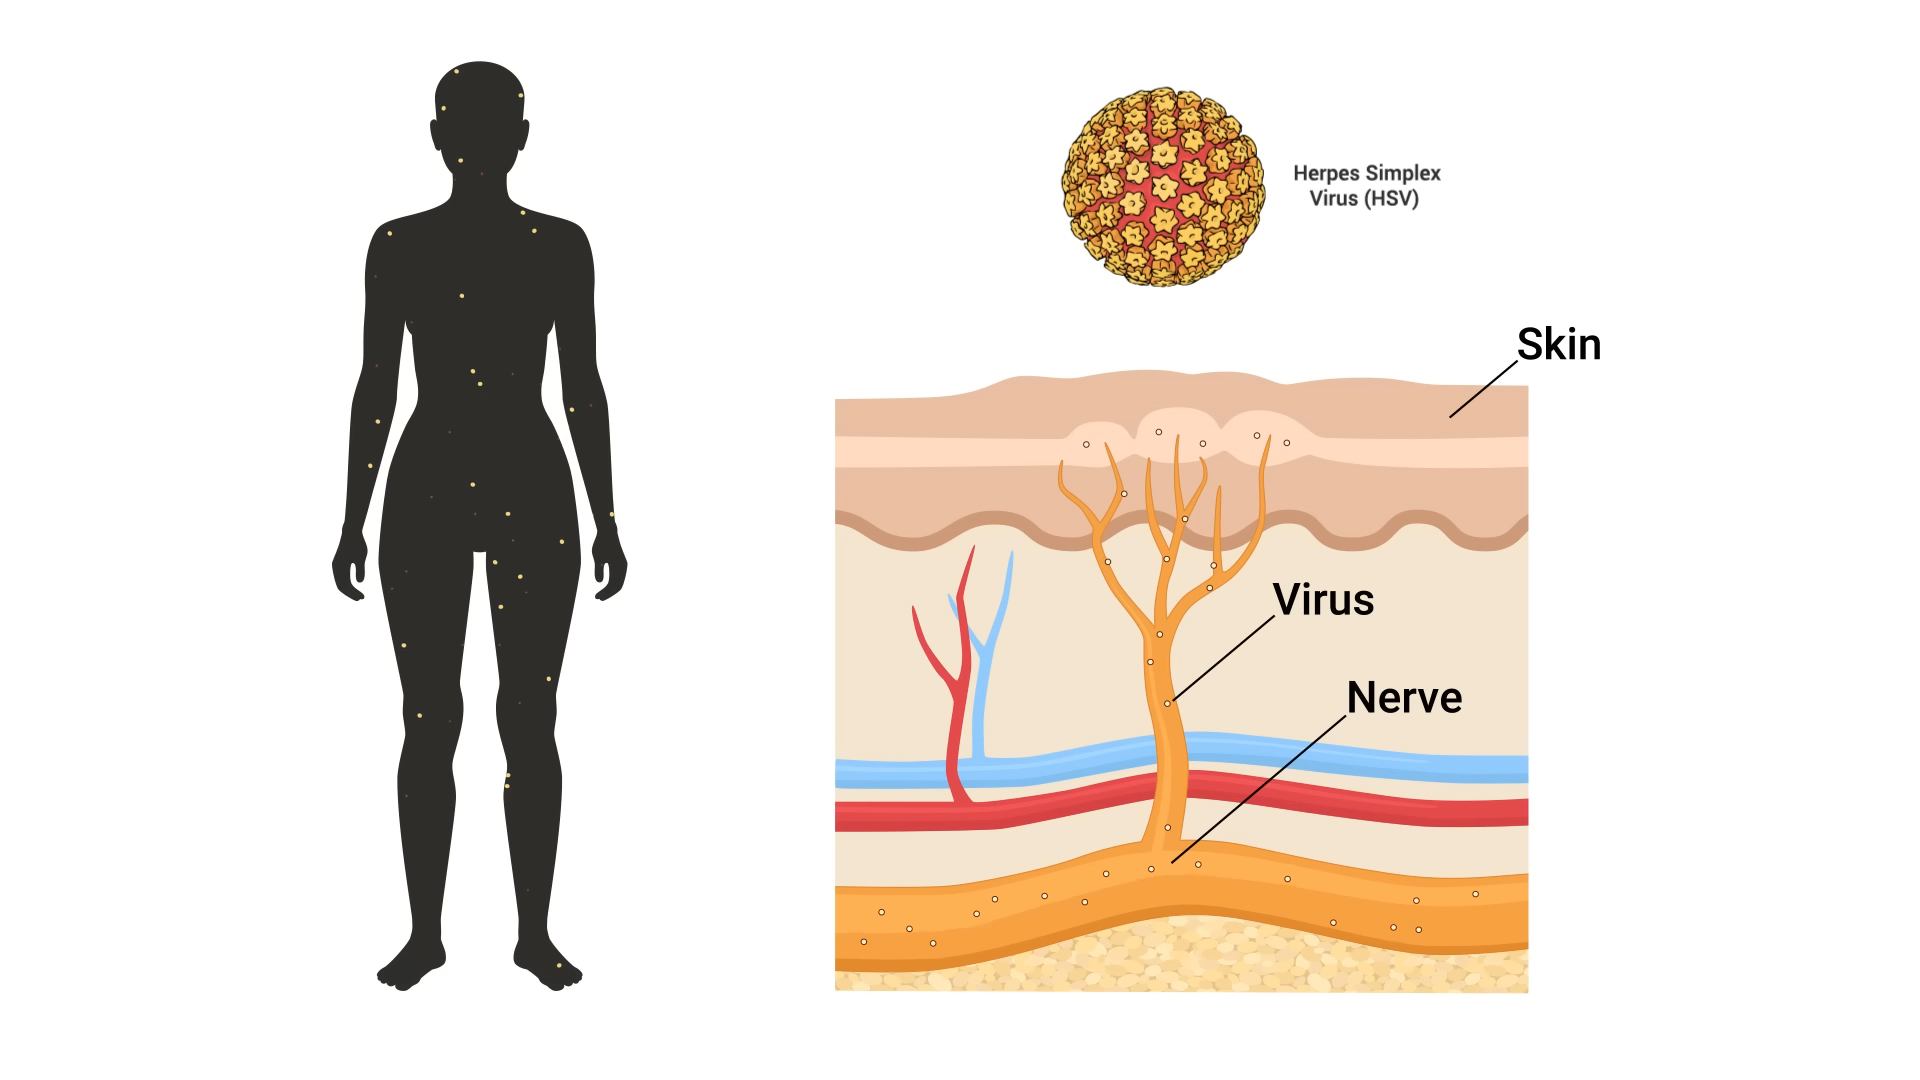 Herpes Simplex
Virus (HSV)
Skin
Virus
Nerve